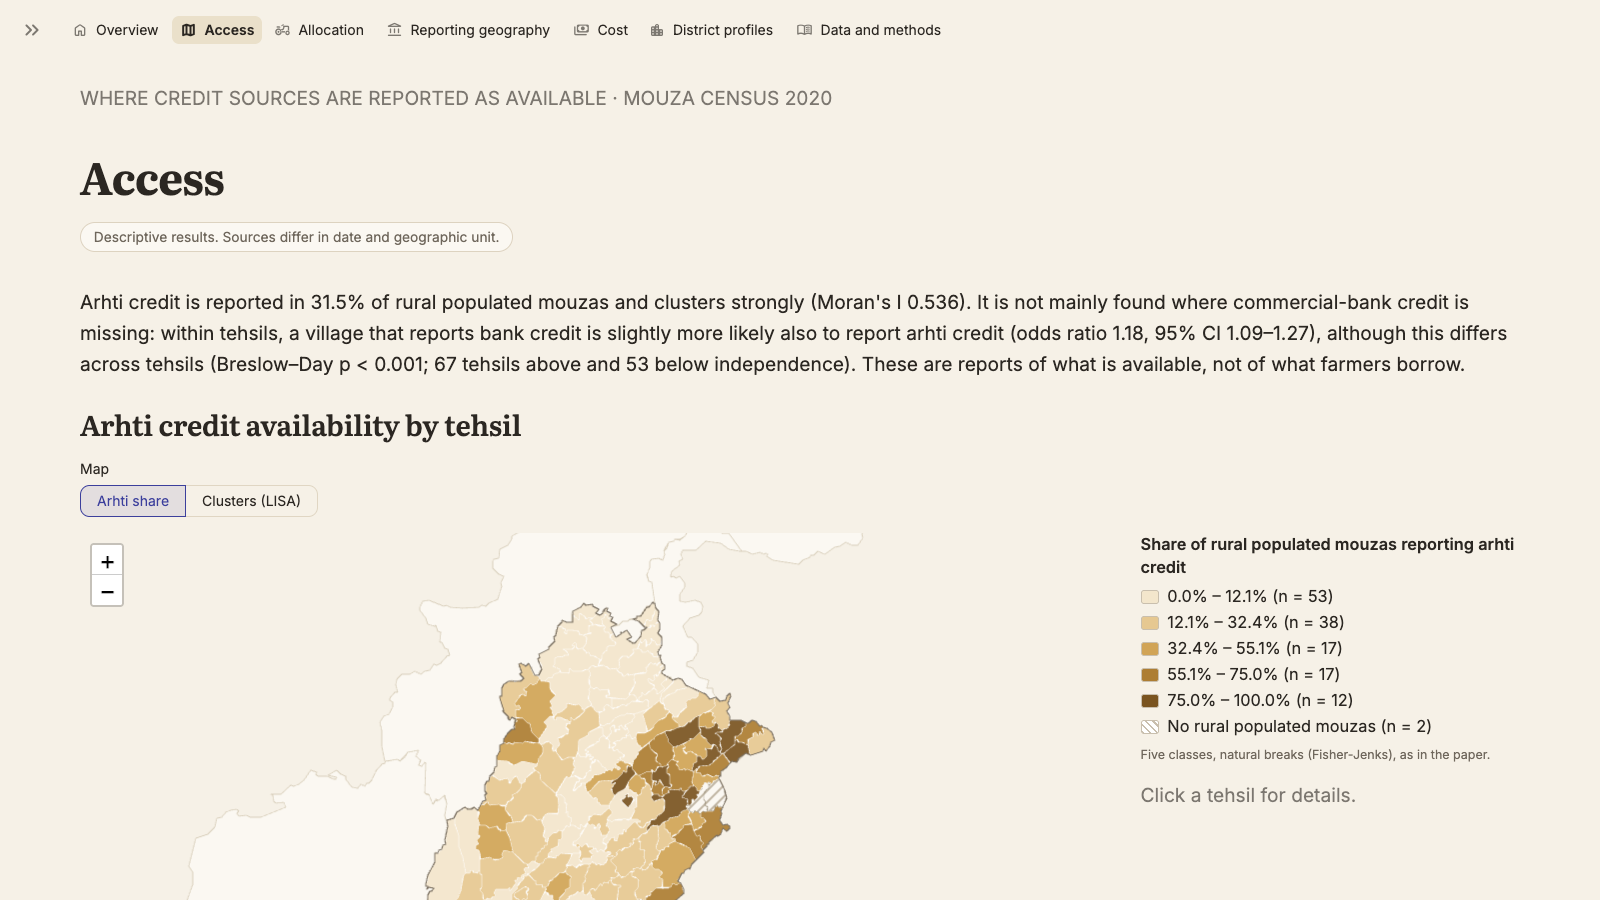 Overview
Access
Allocation
Reporting geography
Cost
District profiles
Data and methods
WHERE CREDIT SOURCES ARE REPORTED AS AVAILABLE · MOUZA CENSUS 2020
Access
Descriptive results. Sources differ in date and geographic unit.
Arhti credit is reported in 31.5% of rural populated mouzas and clusters strongly (Moran's I 0.536). It is not mainly found where commercial-bank credit is
missing: within tehsils, a village that reports bank credit is slightly more likely also to report arhti credit (odds ratio 1.18, 95% CI 1.09–1.27), although this differs
across tehsils (Breslow–Day p < 0.001; 67 tehsils above and 53 below independence). These are reports of what is available, not of what farmers borrow.
Arhti credit availability by tehsil
Map
Arhti share
Clusters (LISA)
+
−
Share of rural populated mouzas reporting arhti
credit
0.0% – 12.1% (n = 53)
12.1% – 32.4% (n = 38)
32.4% – 55.1% (n = 17)
55.1% – 75.0% (n = 17)
75.0% – 100.0% (n = 12)
No rural populated mouzas (n = 2)
Five classes, natural breaks (Fisher-Jenks), as in the paper.
Click a tehsil for details.